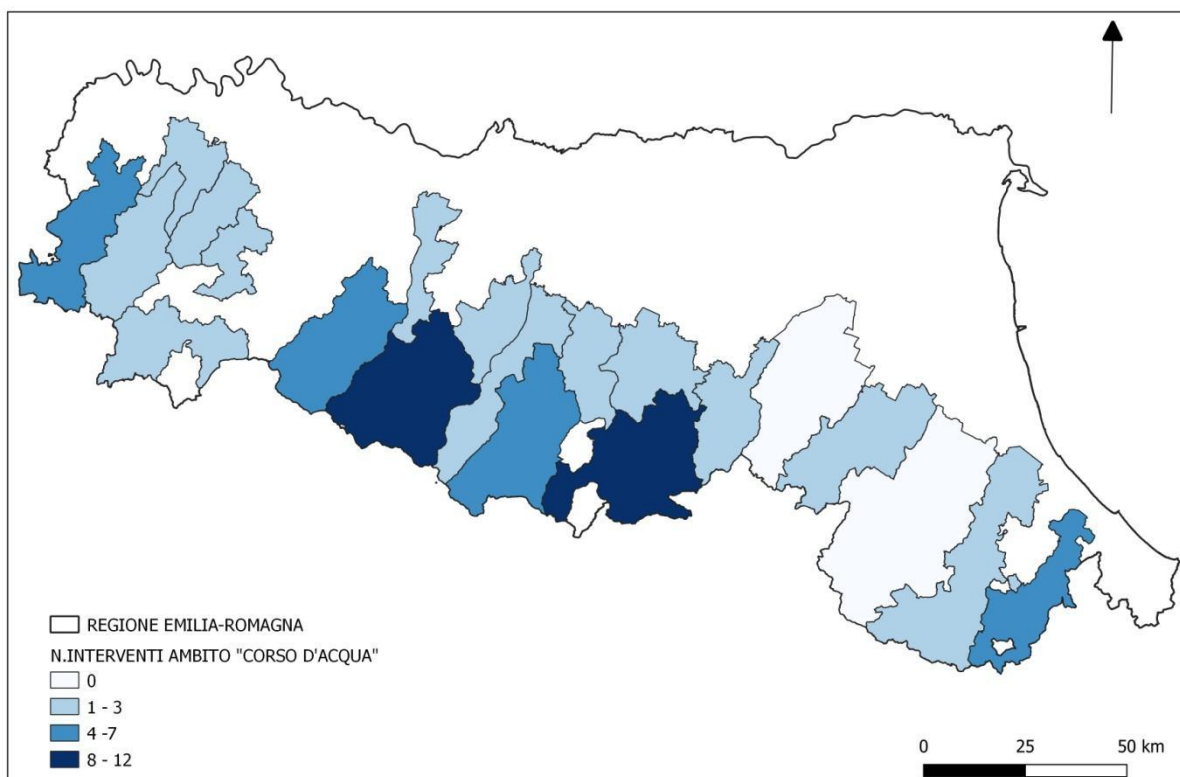 REGIONE EMILIA-ROMAGNA
N.INTERVENTI AMBITO "CORSO D'ACQUA"
0
1 - 3
4 -7
8 - 12
0 25 50 km